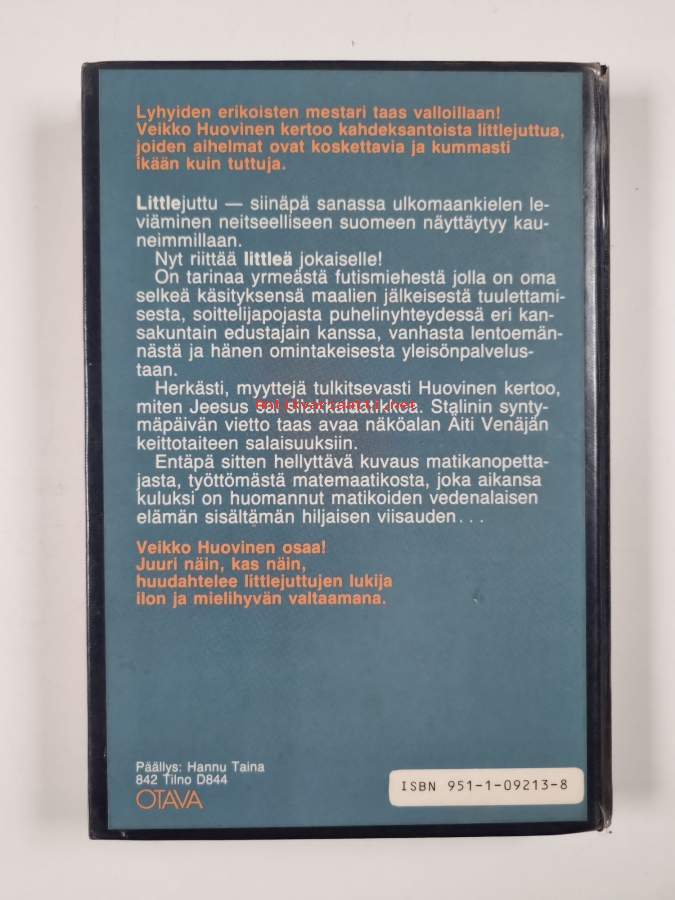 Lyhyiden erikoisten mestari taas valloillaan!
Veikko Huovinen kertoo kahdeksantoista littlejuttua,
joiden aihelmat ovat koskettavia ja kummasti
ikään kuin tuttuja.
Littlejuttu — siinäpä sanassa ulkomaankielen le-
viäminen neitseelliseen suomeen näyttäytyy kau-
neimmillaan.
Nyt riittää littleä jokaiselle!
On tarinaa yrmeästä futismiehestä jolla on oma
selkeä käsityksensä maalien jälkeisestä tuulettami-
sesta, soittelijapojasta puhelinyhteydessä eri kan-
sakuntain edustajain kanssa, vanhasta lentoemän-
nästä ja hänen omintakeisesta yleisönpalvelus-
taan.
Herkästi, myyttejä tulkitsevasti Huovinen kertoo,
miten Jeesus sai shakkimatikkinsa. Stalinin synty-
mäpäivän vietto taas avaa näköalan Äiti Venäjän
keittotaiteen salaisuuksiin.
Entäpä sitten hellyttävä kuvaus matikanopetta-
jasta, työttömästä matemaatikosta, joka aikansa
kuluksi on huomannut matikoiden vedenalaisen
elämän sisältämän hiljaisen viisauden...
Veikko Huovinen osaa!
Juuri näin, kas näin,
huudahtelee littlejuttujen lukija
ilon ja mielihyvän valtaamana.
Päällys: Hannu Taina
842 Tilno D844
OTAVA
ISBN 951-1-09213-8